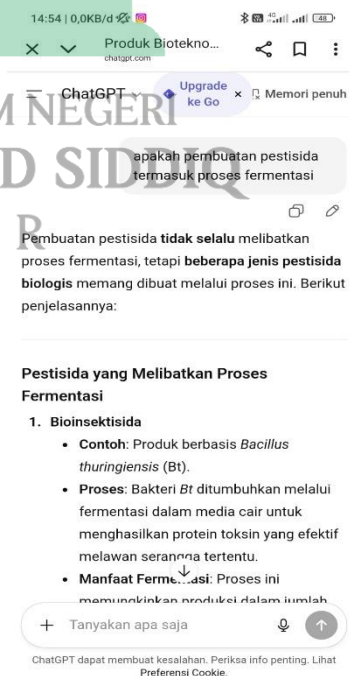 14:54 | 0,0KB/d
4G
48
Produk Biotekno...
chatgpt.com
ChatGPT
Upgrade
ke Go
Memori penuh
M NEGERI
D SIDDIQ
R
apakah pembuatan pestisida
termasuk proses fermentasi
Pembuatan pestisida tidak selalu melibatkan
proses fermentasi, tetapi beberapa jenis pestisida
biologis memang dibuat melalui proses ini. Berikut
penjelasannya:
Pestisida yang Melibatkan Proses
Fermentasi
1. Bioinsektisida
• Contoh: Produk berbasis Bacillus
thuringiensis (Bt).
• Proses: Bakteri Bt ditumbuhkan melalui
fermentasi dalam media cair untuk
menghasilkan protein toksin yang efektif
melawan serangga tertentu.
• Manfaat Fermentasi: Proses ini
memungkinkan produksi dalam jumlah
Tanyakan apa saja
ChatGPT dapat membuat kesalahan. Periksa info penting. Lihat
Preferensi Cookie.